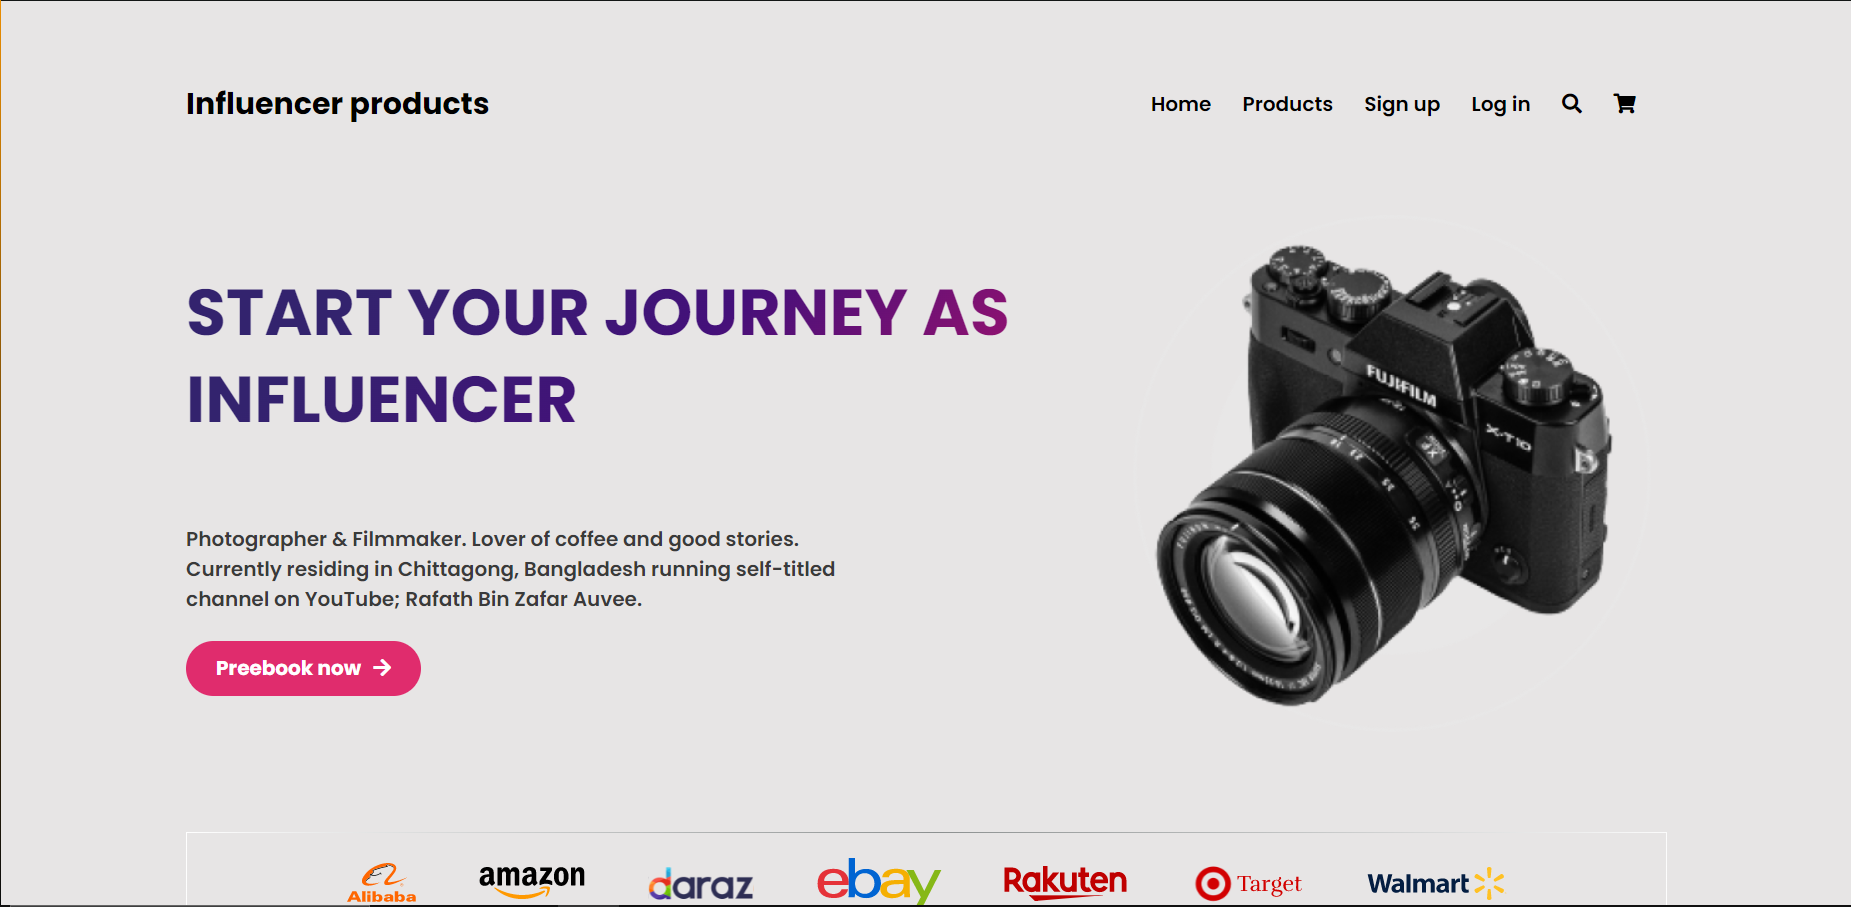 Influencer products
Home Products Sign up Log in
START YOUR JOURNEY AS
INFLUENCER
FUJIFILM
X-T10
Photographer & Filmmaker. Lover of coffee and good stories.
Currently residing in Chittagong, Bangladesh running self-titled
channel on YouTube; Rafath Bin Zafar Auvee.
Preebook now
Alibaba
amazon
daraz
ebay
Rakuten
Target
Walmart